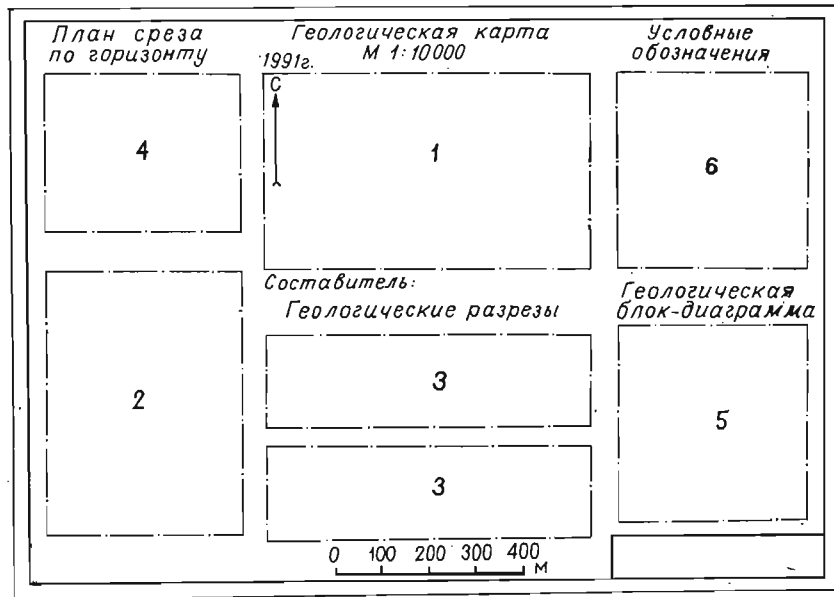 План среза
по горизонту
4
2
Геологическая карта
М 1:10000
1991г.
С
1
Составитель:
Геологические разрезы
3
3
0 100 200 300 400
м
Условные
обозначения
6
Геологическая
блок-диаграмма
5